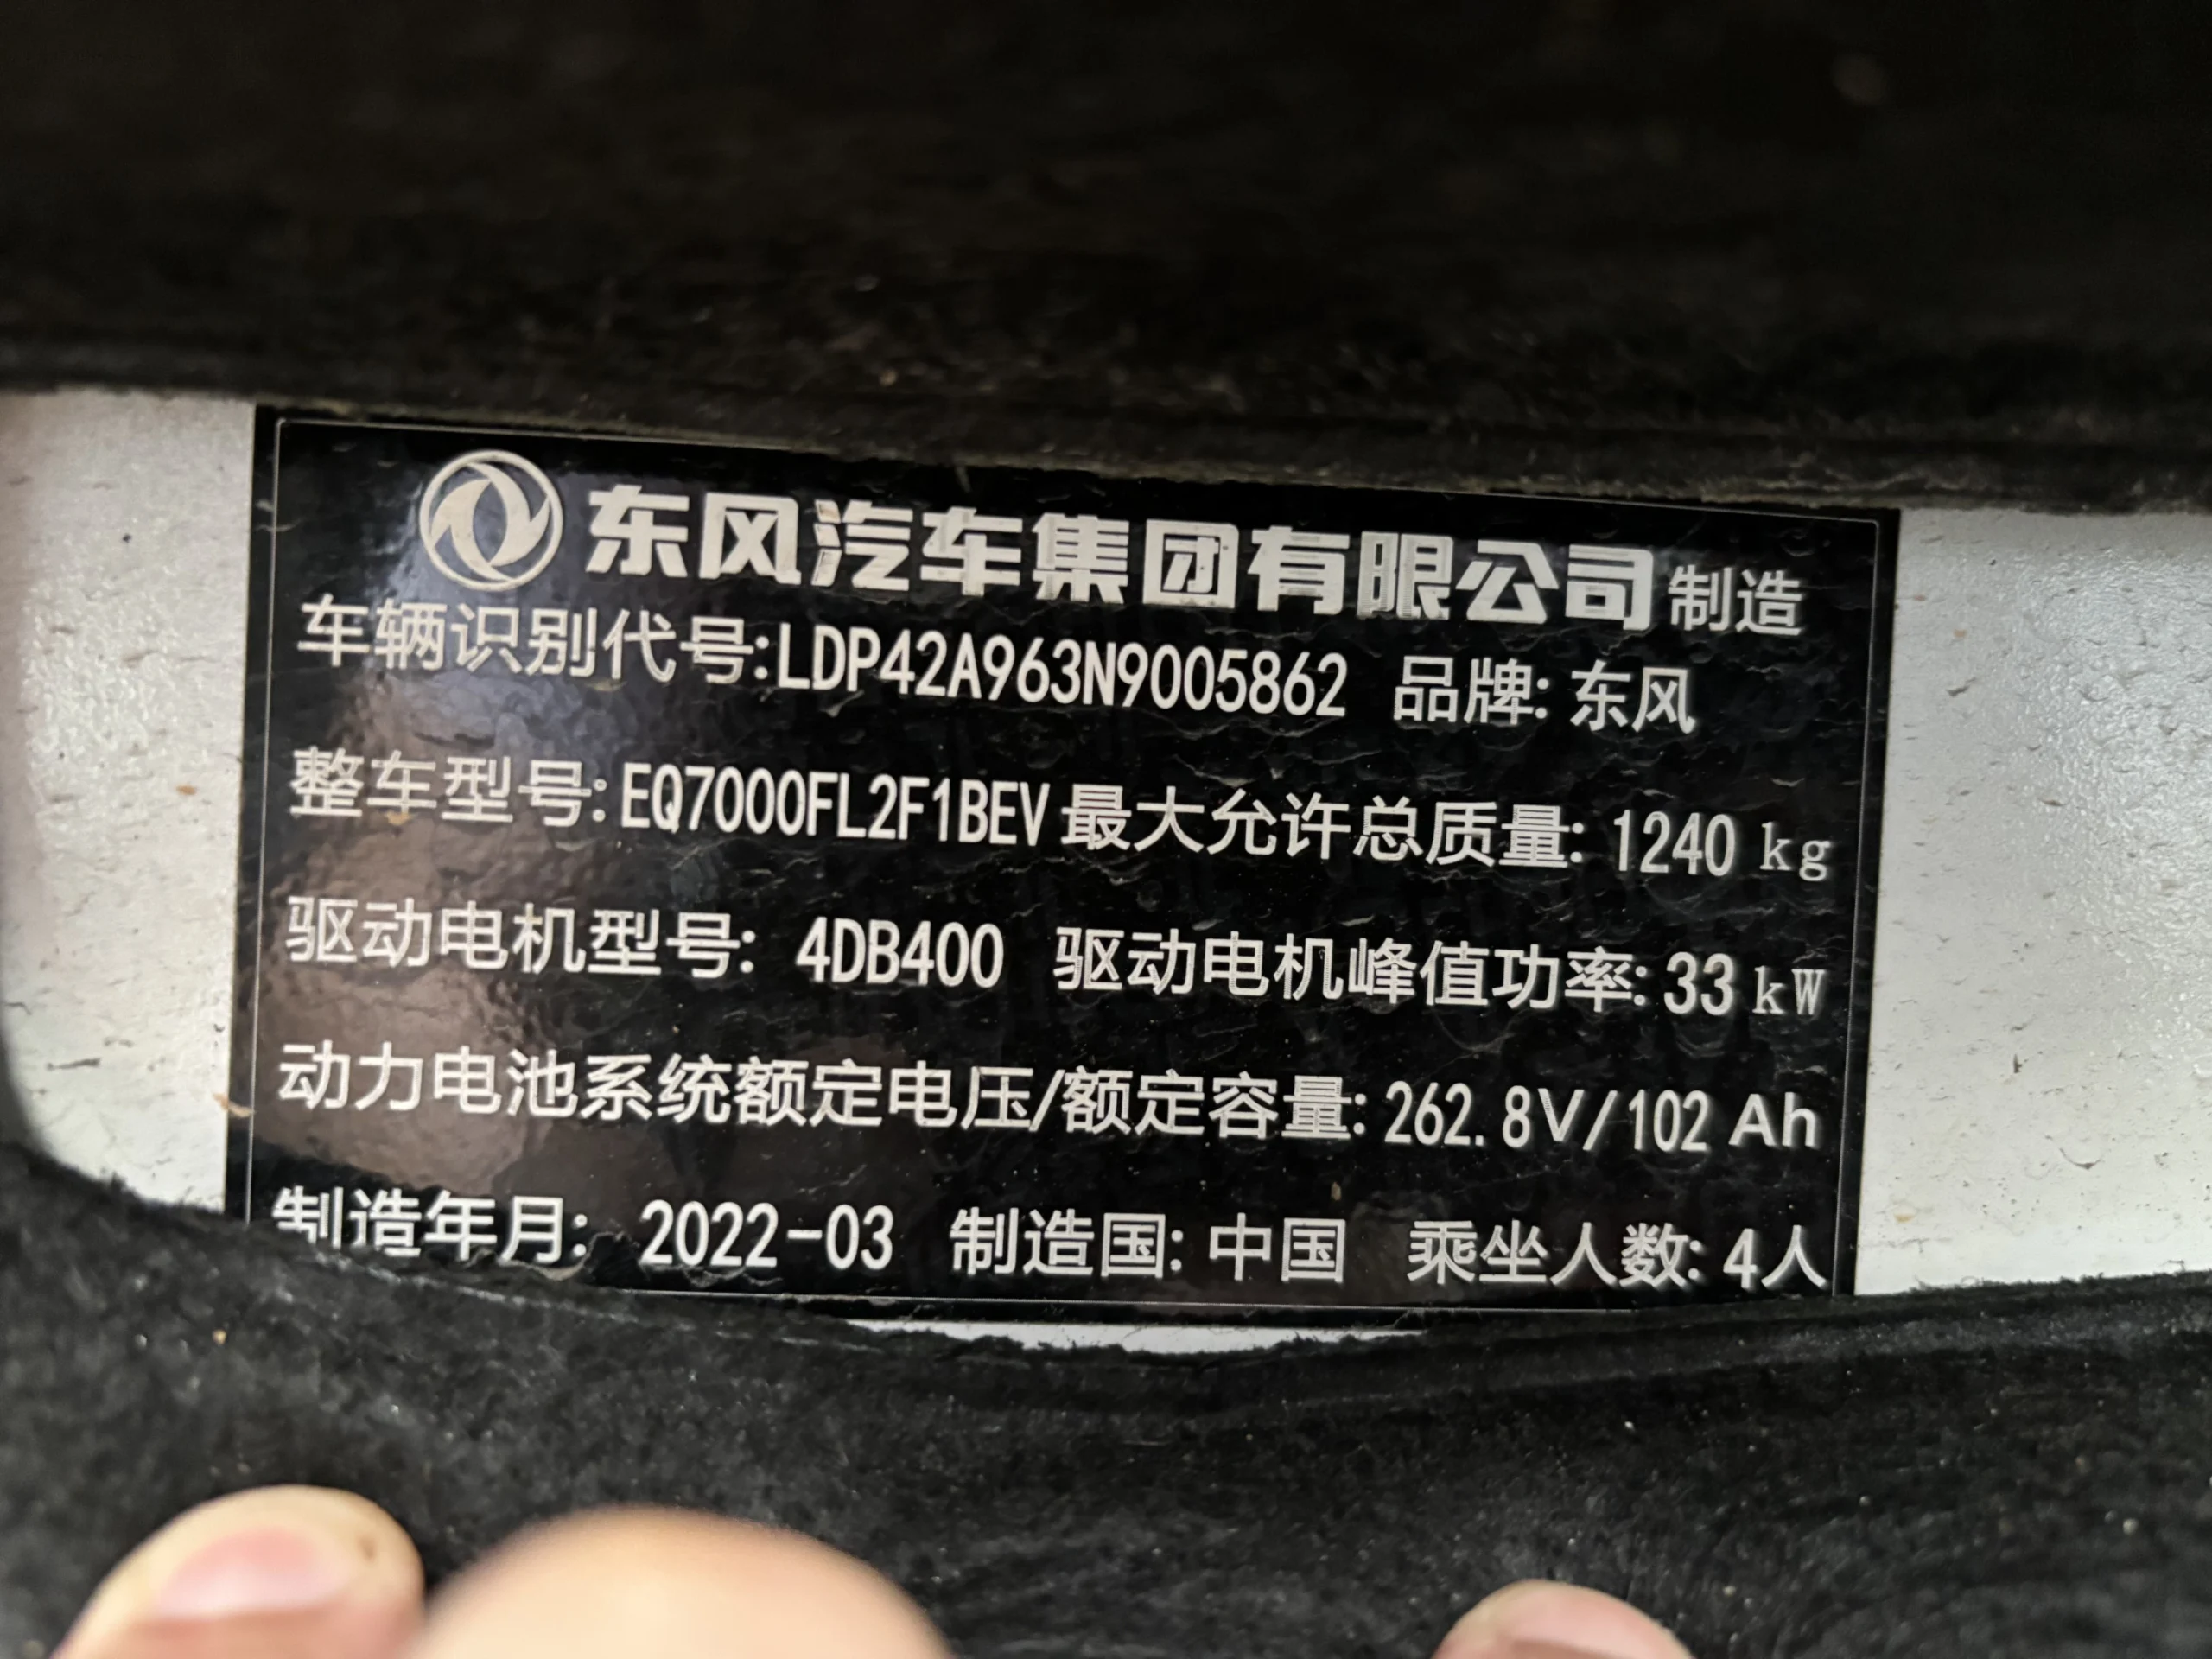 东风汽车集团有限公司制造
车辆识别代号:LDP42A963N9005862 品牌:东风
整车型号:EQ7000FL2F1BEV 最大允许总质量:1240 kg
驱动电机型号: 4DB400 驱动电机峰值功率:33 kW
动力电池系统额定电压/额定容量:262.8V/102 Ah
制造年月: 2022-03 制造国:中国 乘坐人数:4人